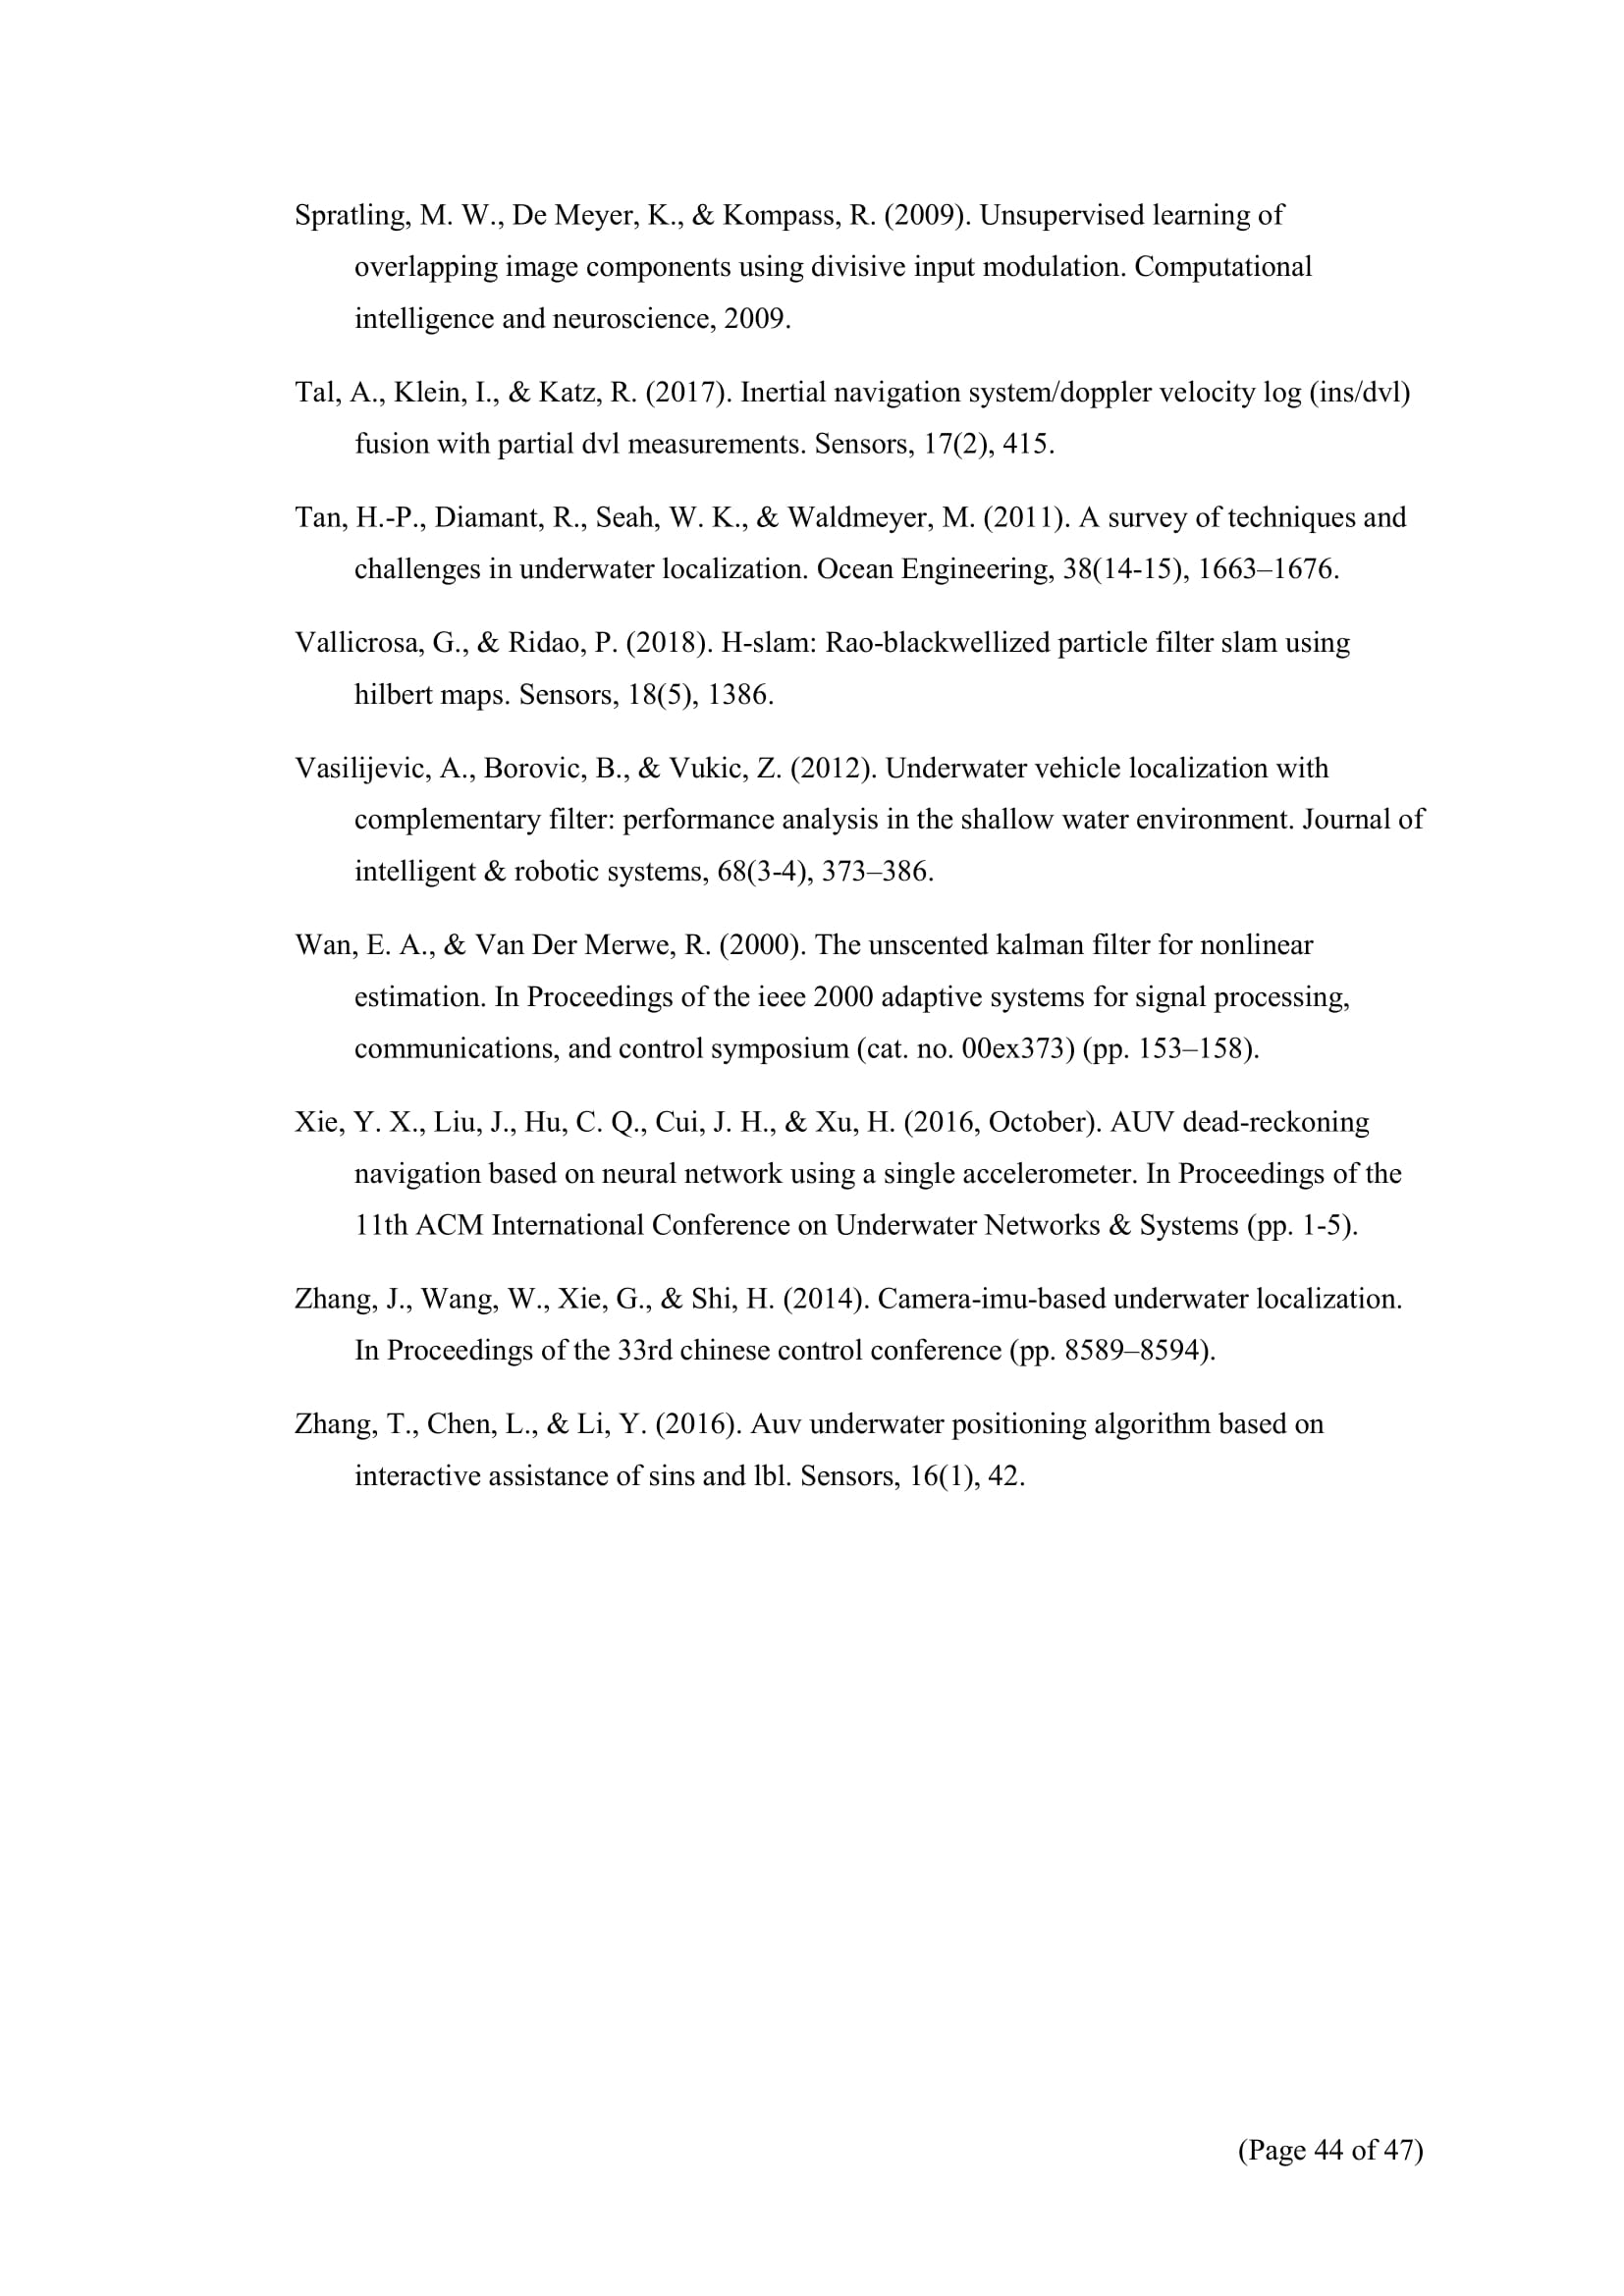 Spratling, M. W., De Meyer, K., & Kompass, R. (2009). Unsupervised learning of
overlapping image components using divisive input modulation. Computational
intelligence and neuroscience, 2009.
Tal, A., Klein, I., & Katz, R. (2017). Inertial navigation system/doppler velocity log (ins/dvl)
fusion with partial dvl measurements. Sensors, 17(2), 415.
Tan, H.-P., Diamant, R., Seah, W. K., & Waldmeyer, M. (2011). A survey of techniques and
challenges in underwater localization. Ocean Engineering, 38(14-15), 1663–1676.
Vallicrosa, G., & Ridao, P. (2018). H-slam: Rao-blackwellized particle filter slam using
hilbert maps. Sensors, 18(5), 1386.
Vasilijevic, A., Borovic, B., & Vukic, Z. (2012). Underwater vehicle localization with
complementary filter: performance analysis in the shallow water environment. Journal of
intelligent & robotic systems, 68(3-4), 373–386.
Wan, E. A., & Van Der Merwe, R. (2000). The unscented kalman filter for nonlinear
estimation. In Proceedings of the ieee 2000 adaptive systems for signal processing,
communications, and control symposium (cat. no. 00ex373) (pp. 153–158).
Xie, Y. X., Liu, J., Hu, C. Q., Cui, J. H., & Xu, H. (2016, October). AUV dead-reckoning
navigation based on neural network using a single accelerometer. In Proceedings of the
11th ACM International Conference on Underwater Networks & Systems (pp. 1-5).
Zhang, J., Wang, W., Xie, G., & Shi, H. (2014). Camera-imu-based underwater localization.
In Proceedings of the 33rd chinese control conference (pp. 8589–8594).
Zhang, T., Chen, L., & Li, Y. (2016). Auv underwater positioning algorithm based on
interactive assistance of sins and lbl. Sensors, 16(1), 42.
(Page 44 of 47)